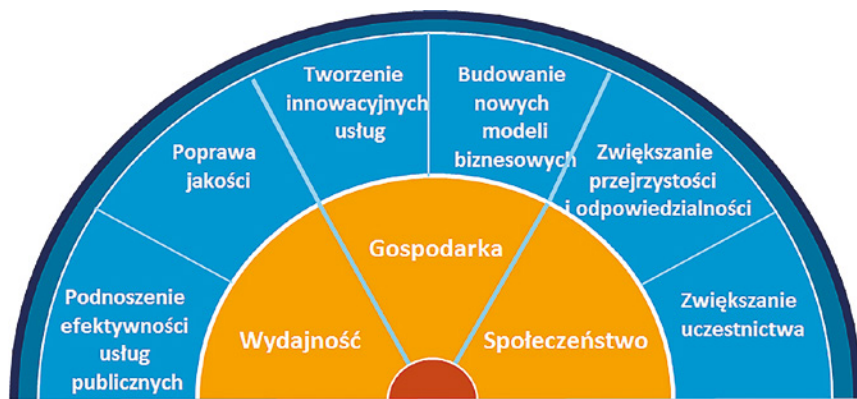 Tworzenie
innowacyjnych
usług
Budowanie
nowych
modeli
biznesowych
Poprawa
jakości
Zwiększanie
przejrzystości
i odpowiedzialności
Podnoszenie
efektywności
usług
publicznych
Zwiększanie
uczestnictwa
Gospodarka
Wydajność
Społeczeństwo